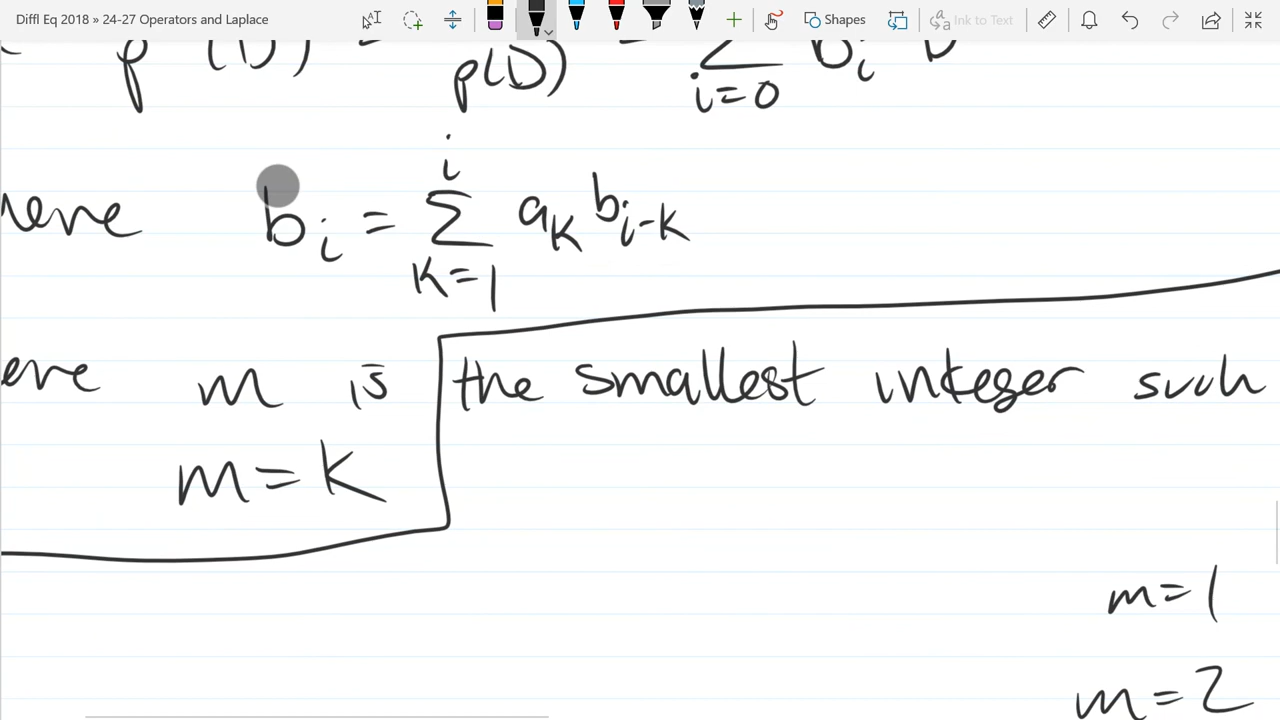 Diffl Eq 2018 » 24-27 Operators and Laplace
Shapes
Ink to Text
p (D) = p(D) = ∑ i=0 b_i D
here b_i = ∑_{k=1}^{i} a_k b_{i-k}
ere m is the smallest integer such
m = k
m = 1
m = 2